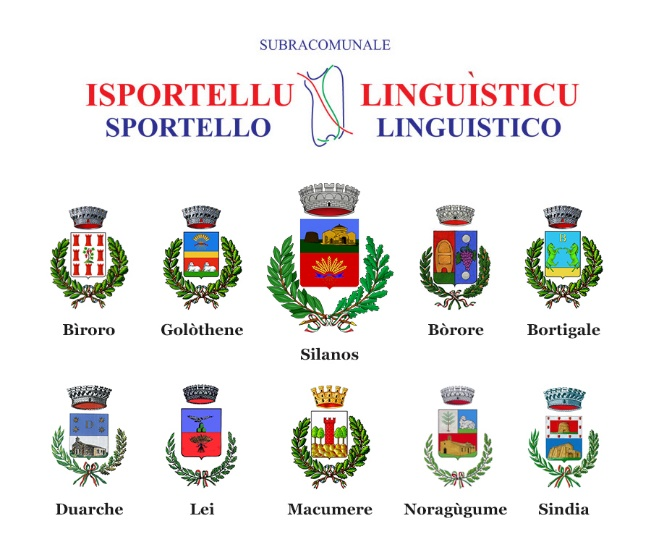 SUBRACOMUNALE
ISPORTELLU LINGUÌSTICU
SPORTELLO LINGUISTICO
Bìroro
Golòthene
Silanos
Bòrore
Bortigale
Duarche
Lei
Macumere
Noragùgume
Sindia